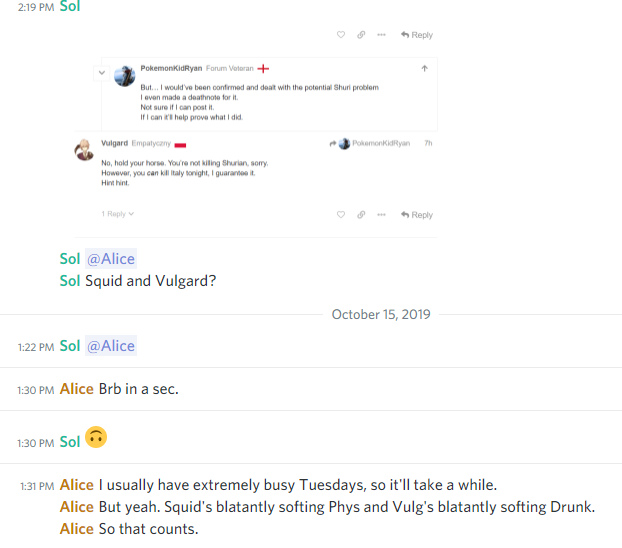 2:19 PM Sol
Reply
PokemonKidRyan Forum Veteran
But... I would've been confirmed and dealt with the potential Shuri problem
I even made a deathnote for it.
Not sure if I can post it.
If I can it'll help prove what I did.
Vulgard Empatyczny PokemonKidRyan 7h
No, hold your horse. You're not killing Shurian, sorry.
However, you can kill Italy tonight, I guarantee it.
Hint hint.
1 Reply Reply
Sol @Alice
Sol Squid and Vulgard?
October 15, 2019
1:22 PM Sol @Alice
1:30 PM Alice Brb in a sec.
1:30 PM Sol 🙃
1:31 PM Alice I usually have extremely busy Tuesdays, so it'll take a while.
Alice But yeah. Squid's blatantly softing Phys and Vulg's blatantly softing Drunk.
Alice So that counts.